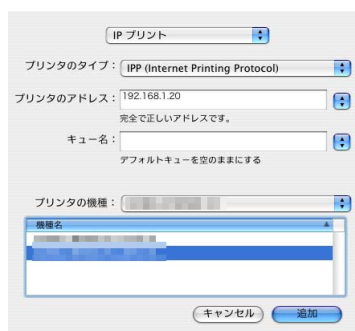 IP プリント
プリンタのタイプ： IPP (Internet Printing Protocol)
プリンタのアドレス： 192.168.1.20
完全で正しいアドレスです。
キュー名：
デフォルトキューを空のままにする
プリンタの機種：
機種名
キャンセル 追加